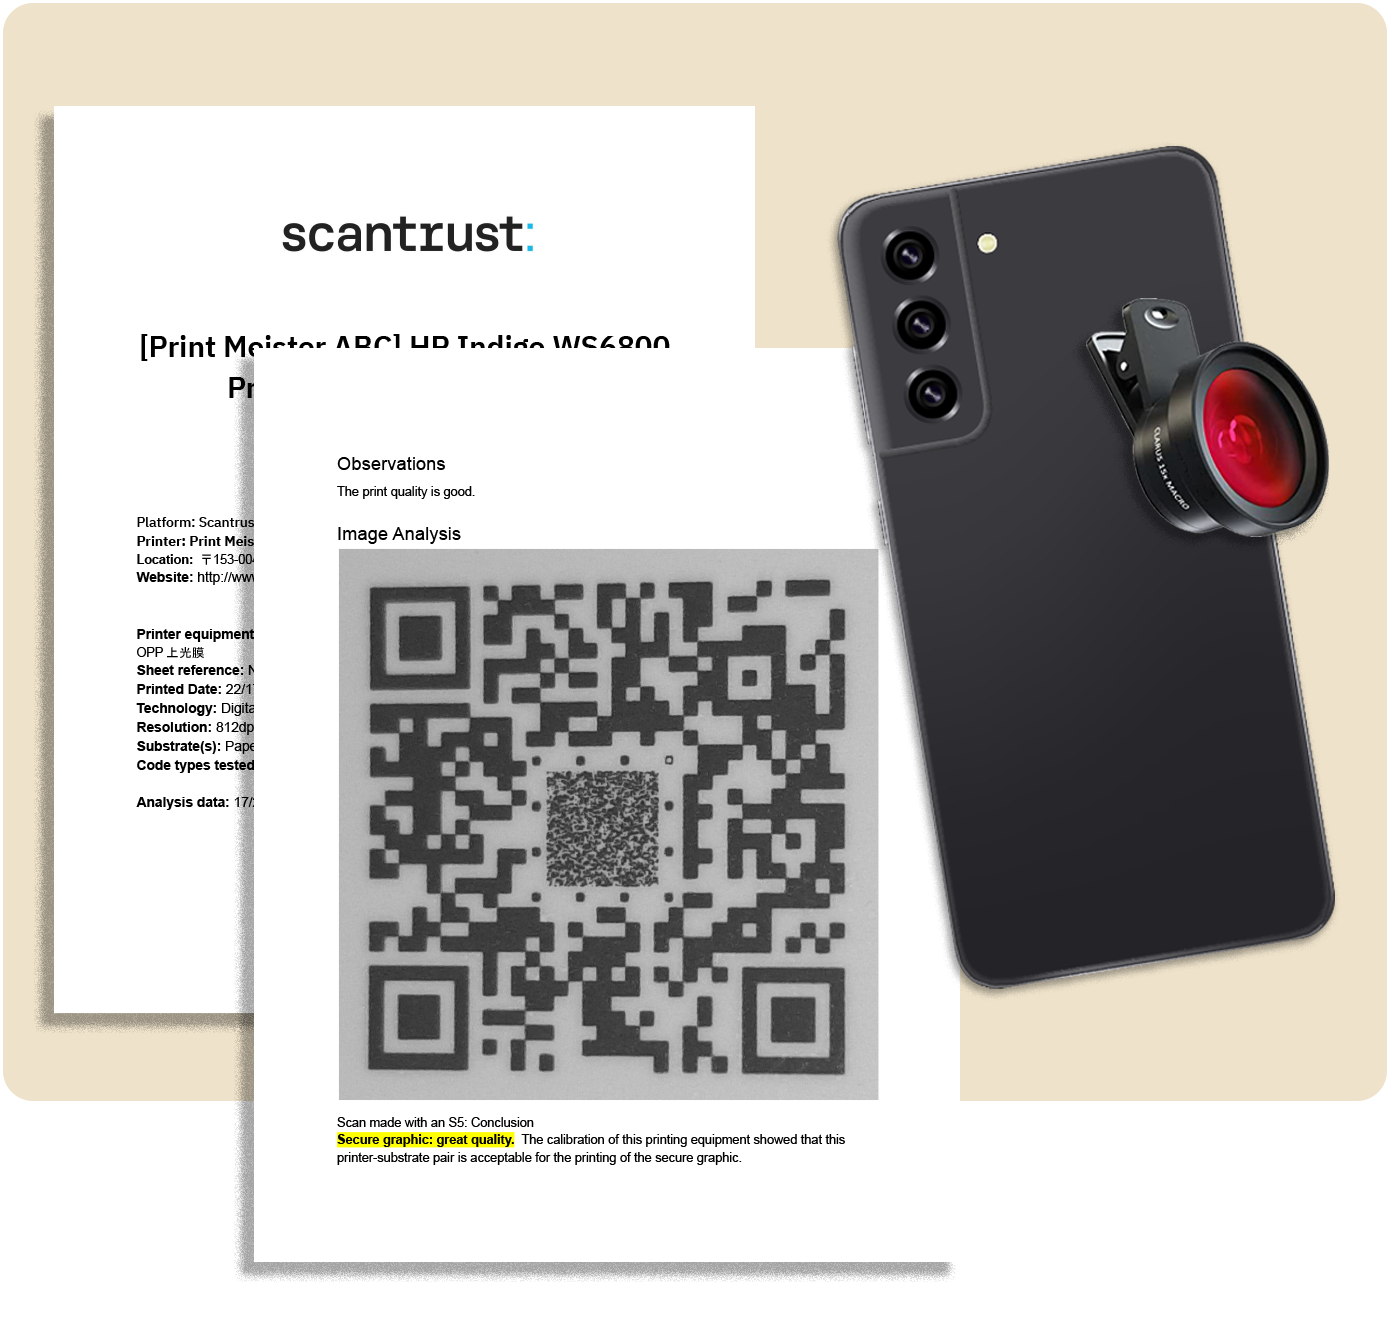 scantrust:
[Print Meister ABC] HP Indigo WS6800
Platform: Scantrus
Printer: Print Meis
Location: 〒153-004
Website: http://www
Printer equipment
OPP 上光膜
Sheet reference: N
Printed Date: 22/1
Technology: Digita
Resolution: 812dp
Substrate(s): Pape
Code types tested
Analysis data: 17/
Observations
The print quality is good.
Image Analysis
Scan made with an S5: Conclusion
Secure graphic: great quality. The calibration of this printing equipment showed that this
printer-substrate pair is acceptable for the printing of the secure graphic.
CLARUS 15x MACRO